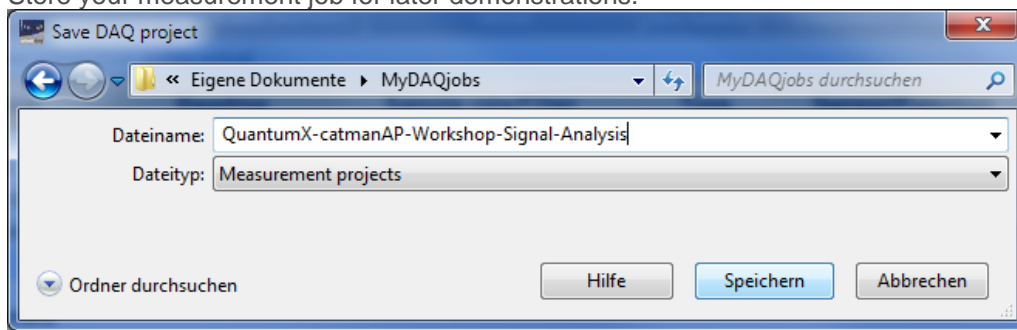 Store your measurement job for later demonstrations.
Save DAQ project
« Eigene Dokumente MyDAQjobs MyDAQjobs durchsuchen
Dateiname: QuantumX-catmanAP-Workshop-Signal-Analysis
Dateityp: Measurement projects
Ordner durchsuchen Hilfe Speichern Abbrechen